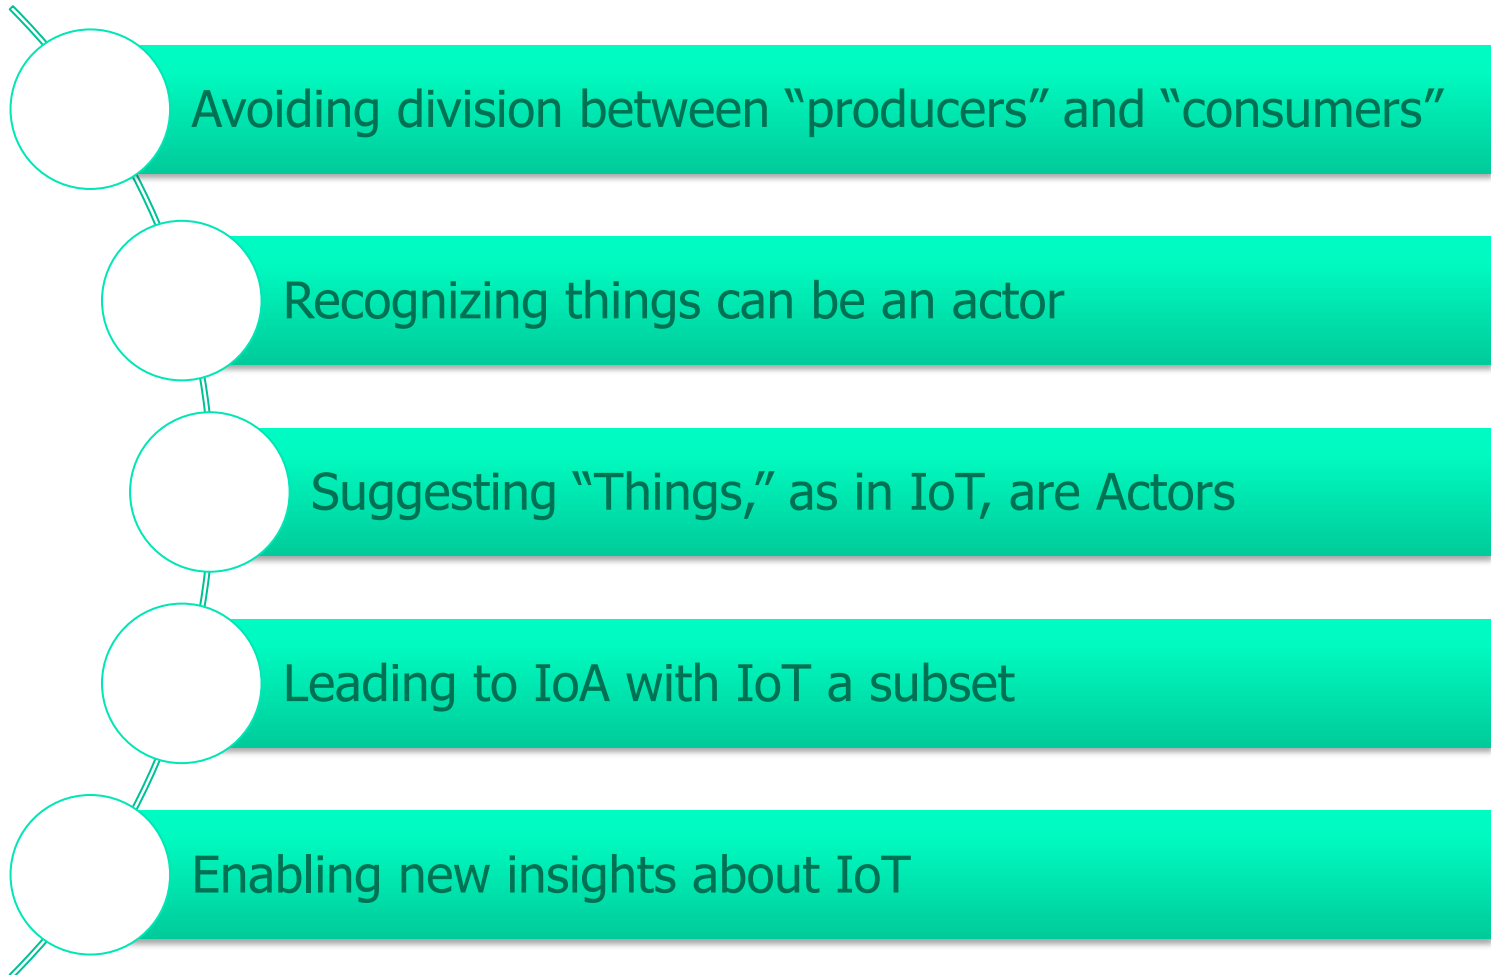 Avoiding division between “producers” and “consumers”
Recognizing things can be an actor
Suggesting “Things,” as in IoT, are Actors
Leading to IoA with IoT a subset
Enabling new insights about IoT